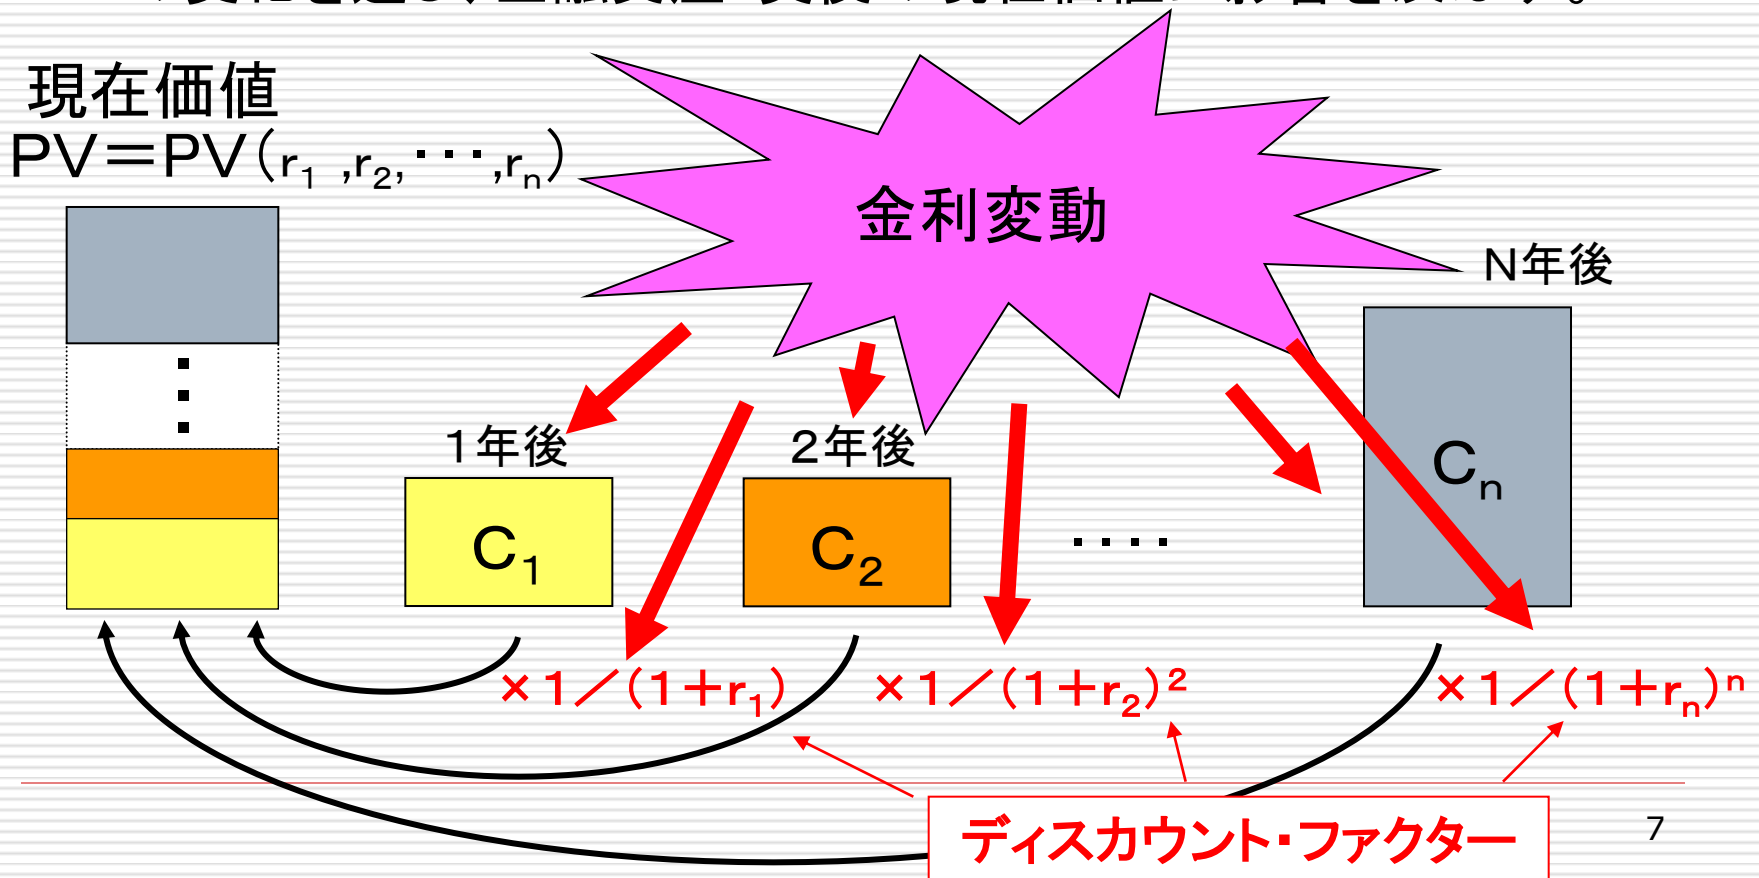 現在価値
PV=PV(r₁ ,r₂,・・・,rₙ)
金利変動
N年後
1年後
2年後
Cₙ
C₁
C₂
・・・・
×1/(1+r₁)
×1/(1+r₂)²
×1/(1+rₙ)ⁿ
ディスカウント・ファクター
7